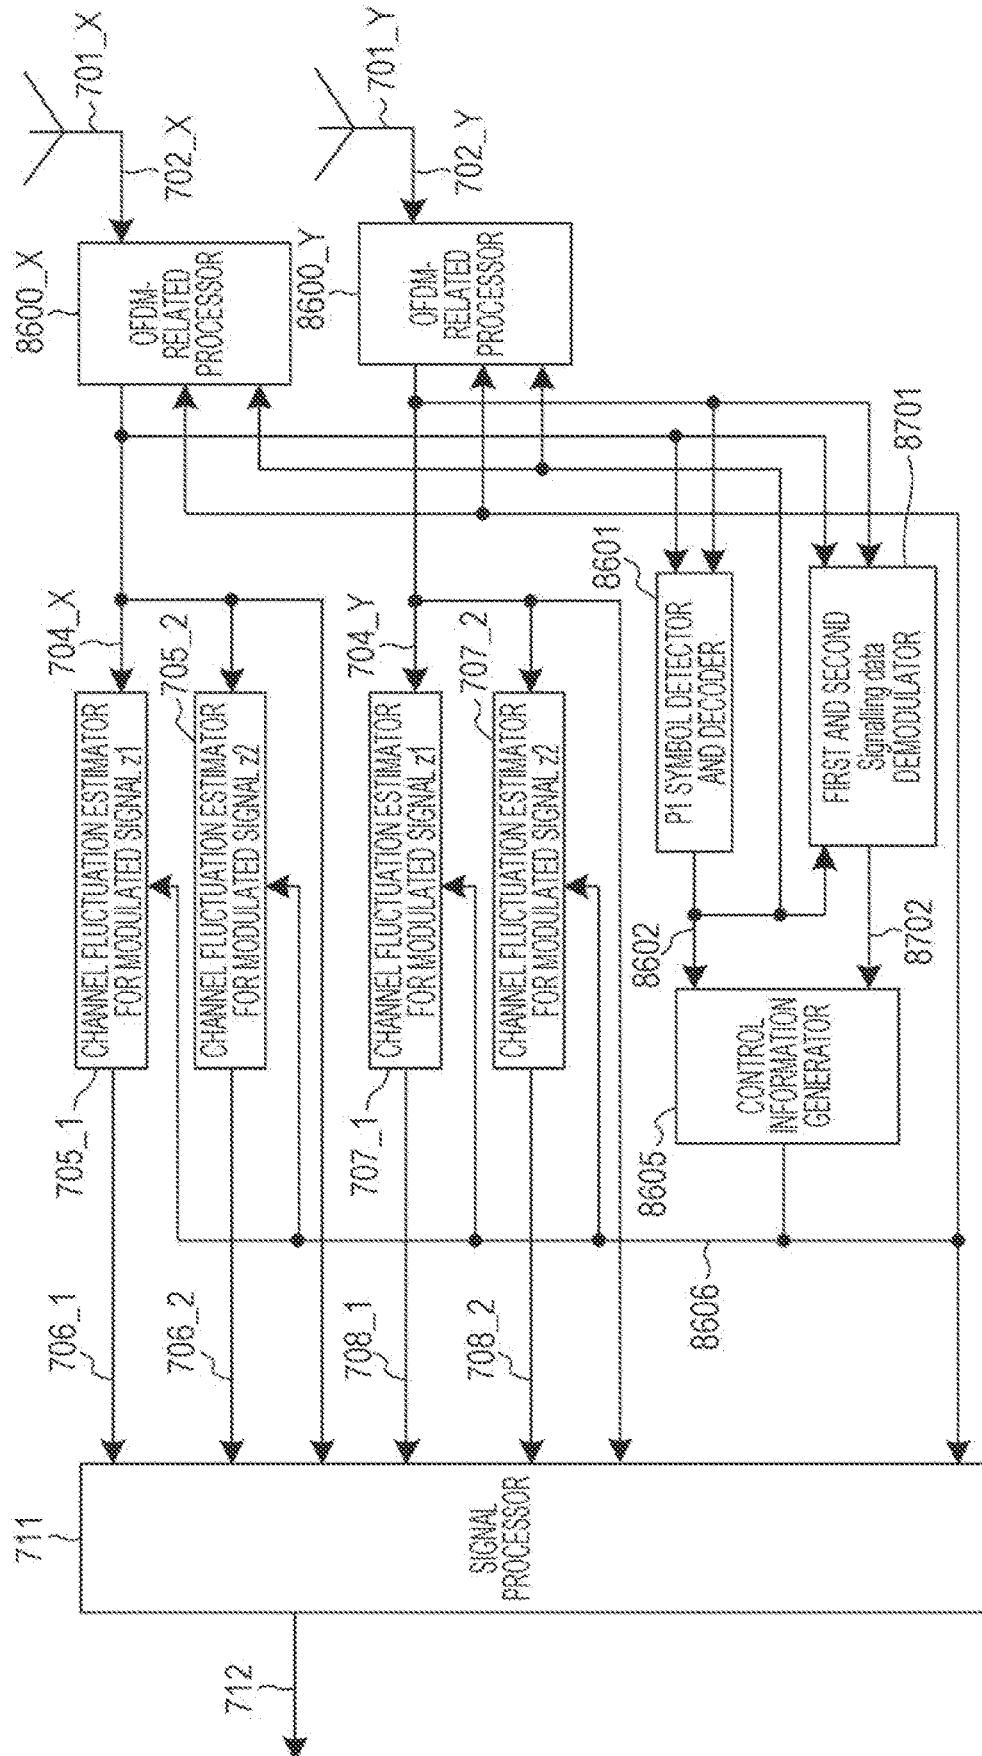 701_X
702_X
8600_X
OFDM-
RELATED
PROCESSOR
701_Y
702_Y
8600_Y
OFDM-
RELATED
PROCESSOR
704_X
705_2
CHANNEL FLUCTUATION ESTIMATOR
FOR MODULATED SIGNAL z1
705_1
706_1
CHANNEL FLUCTUATION ESTIMATOR
FOR MODULATED SIGNAL z2
706_2
704_Y
707_2
CHANNEL FLUCTUATION ESTIMATOR
FOR MODULATED SIGNAL z1
707_1
708_1
CHANNEL FLUCTUATION ESTIMATOR
FOR MODULATED SIGNAL z2
708_2
8601
P1 SYMBOL DETECTOR
AND DECODER
8602
8701
FIRST AND SECOND
Signalling data
DEMODULATOR
8702
8605
CONTROL
INFORMATION
GENERATOR
8606
711
SIGNAL
PROCESSOR
712